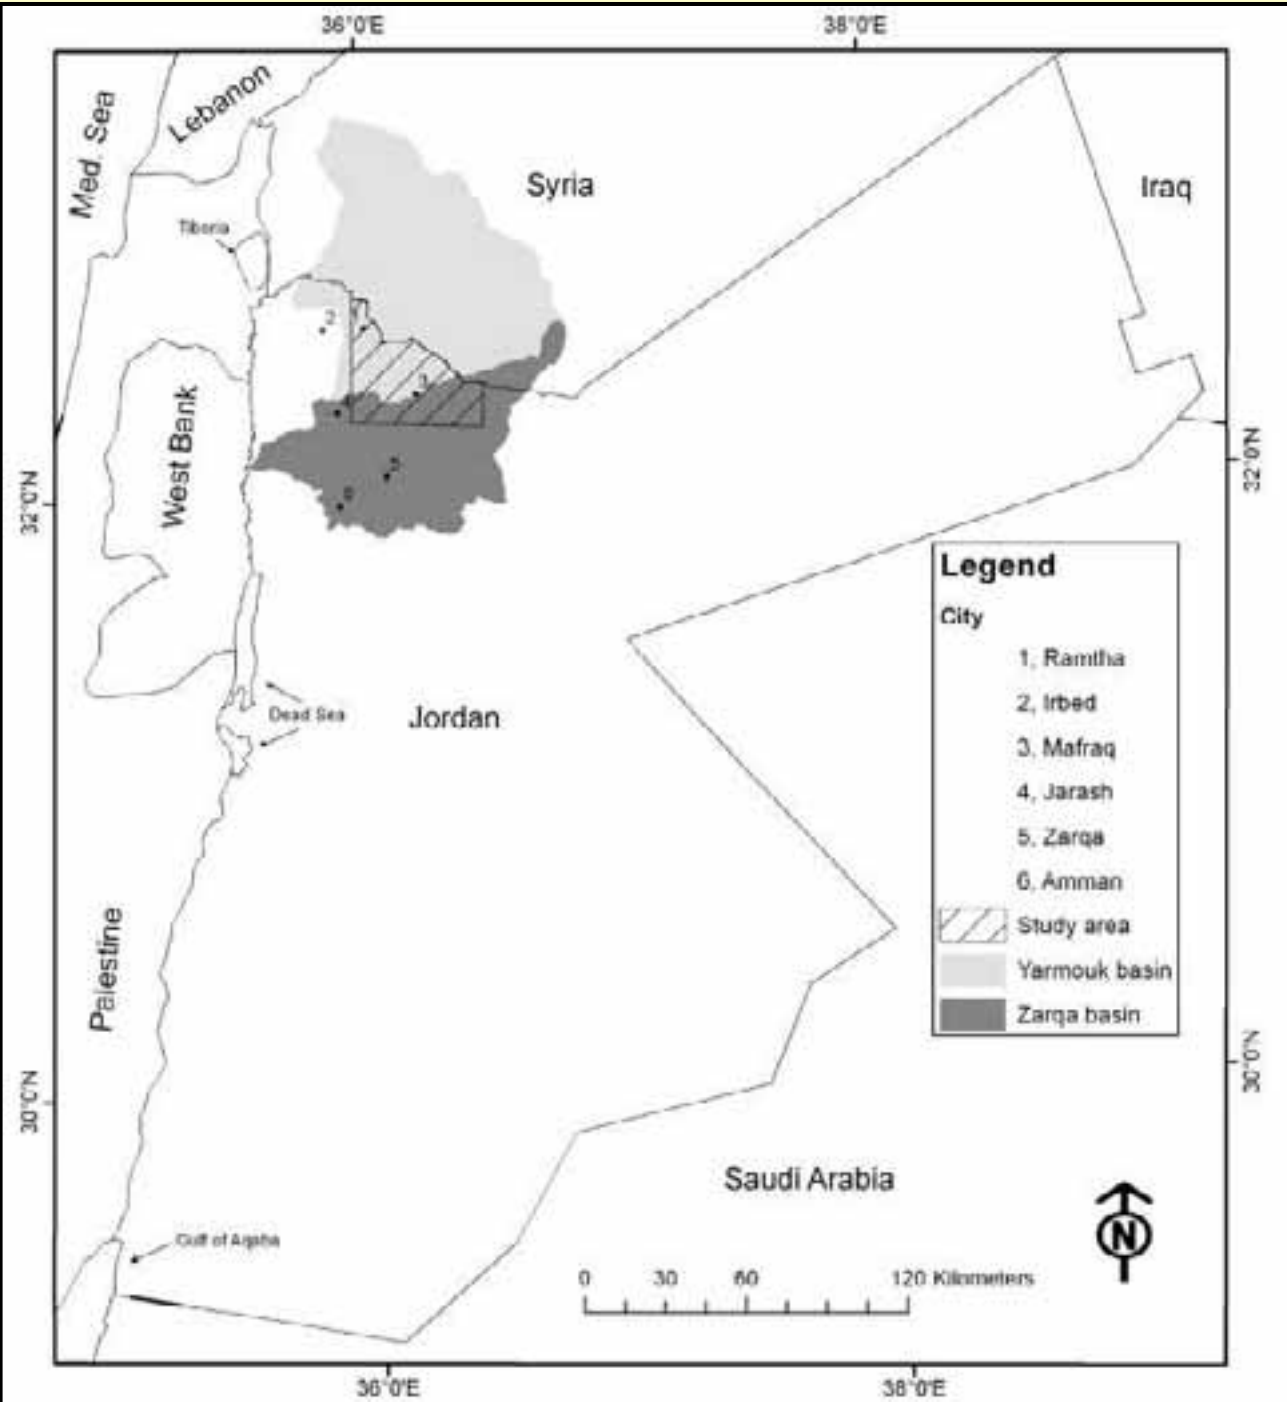 36°0'E 38°0'E
Lebanon
Med. Sea
Syria
Iraq
Tiberia
2
1
3
4
5
6
West Bank
32°0'N
32°0'N
Legend
City
1, Ramtha
2, Irbed
3, Mafraq
4, Jarash
5, Zarqa
6, Amman
Study area
Yarmouk basin
Zarqa basin
Dead Sea
Jordan
Palestine
30°0'N
30°0'N
Saudi Arabia
N
Gulf of Aqaba
0 30 60 120 Kilometers
36°0'E 38°0'E